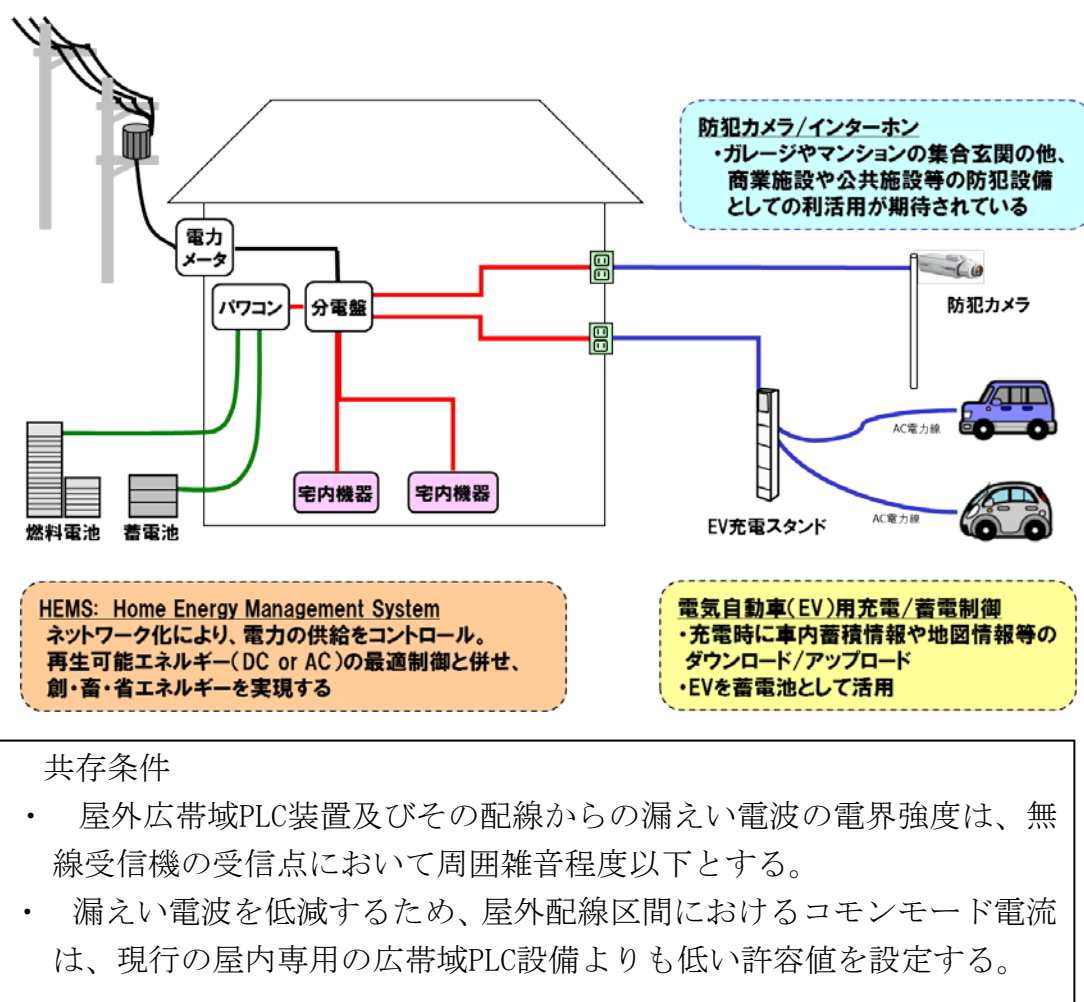 防犯カメラ/インターホン
・ガレージやマンションの集合玄関の他、
商業施設や公共施設等の防犯設備
としての利活用が期待されている
電力
メータ
パワコン
分電盤
防犯カメラ
AC電力線
宅内機器
宅内機器
燃料電池
蓄電池
EV充電スタンド
AC電力線
HEMS: Home Energy Management System
ネットワーク化により、電力の供給をコントロール。
再生可能エネルギー(DC or AC)の最適制御と併せ、
創・畜・省エネルギーを実現する
電気自動車(EV)用充電/蓄電制御
・充電時に車内蓄積情報や地図情報等の
ダウンロード/アップロード
・EVを蓄電池として活用
共存条件
・ 屋外広帯域PLC装置及びその配線からの漏えい電波の電界強度は、無
線受信機の受信点において周囲雑音程度以下とする。
・ 漏えい電波を低減するため、屋外配線区間におけるコモンモード電流
は、現行の屋内専用の広帯域PLC設備よりも低い許容値を設定する。